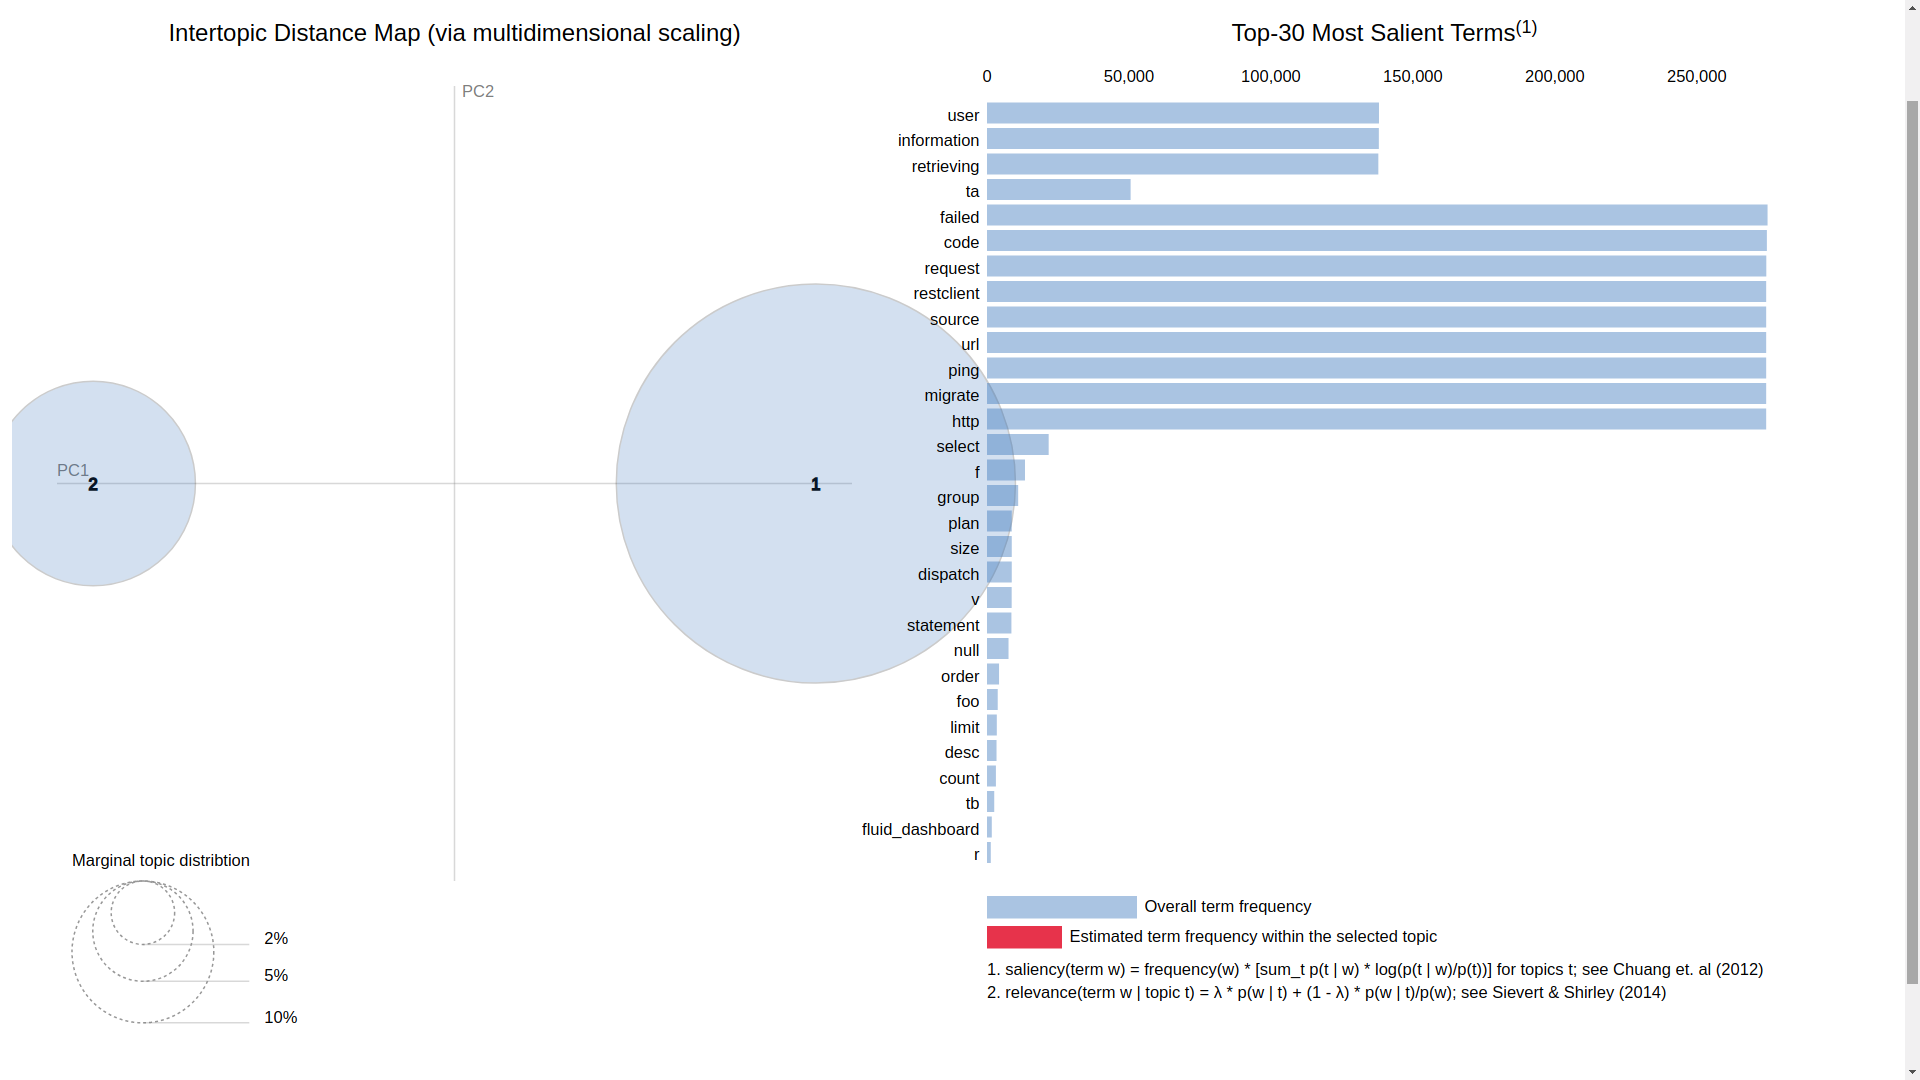 Intertopic Distance Map (via multidimensional scaling)
PC2
PC1
2
1
Marginal topic distribtion
2%
5%
10%
Top-30 Most Salient Terms(1)
0 50,000 100,000 150,000 200,000 250,000
user
information
retrieving
ta
failed
code
request
restclient
source
url
ping
migrate
http
select
f
group
plan
size
dispatch
v
statement
null
order
foo
limit
desc
count
tb
fluid_dashboard
r
Overall term frequency
Estimated term frequency within the selected topic
1. saliency(term w) = frequency(w) * [sum_t p(t | w) * log(p(t | w)/p(t))] for topics t; see Chuang et. al (2012)
2. relevance(term w | topic t) = λ * p(w | t) + (1 - λ) * p(w | t)/p(w); see Sievert & Shirley (2014)